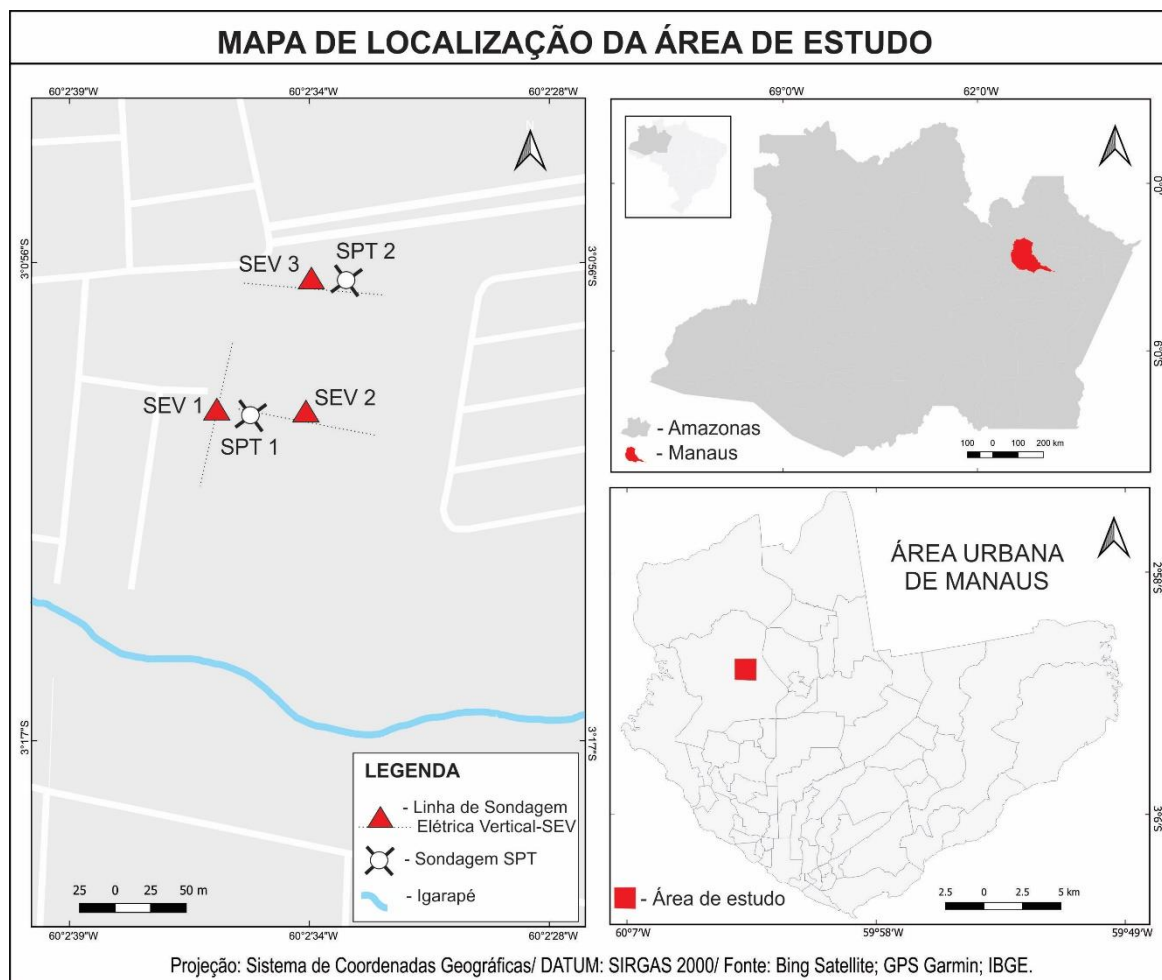 MAPA DE LOCALIZAÇÃO DA ÁREA DE ESTUDO
60°2'39"W
60°2'34"W
60°2'28"W
N
3°0'56"S
3°0'56"S
SEV 3
SPT 2
SEV 1
SPT 1
SEV 2
3°1'7"S
3°1'7"S
LEGENDA
- Linha de Sondagem
Elétrica Vertical-SEV
- Sondagem SPT
- Igarapé
25 0 25 50 m
60°2'39"W
60°2'34"W
60°2'28"W
69°0'W
62°0'W
0°0'
6°0'S
- Amazonas
- Manaus
100 0 100 200 km
ÁREA URBANA
DE MANAUS
2°58'S
3°6'S
- Área de estudo
2.5 0 2.5 5 km
60°7'W
59°58'W
59°49'W
Projeção: Sistema de Coordenadas Geográficas/ DATUM: SIRGAS 2000/ Fonte: Bing Satellite; GPS Garmin; IBGE.